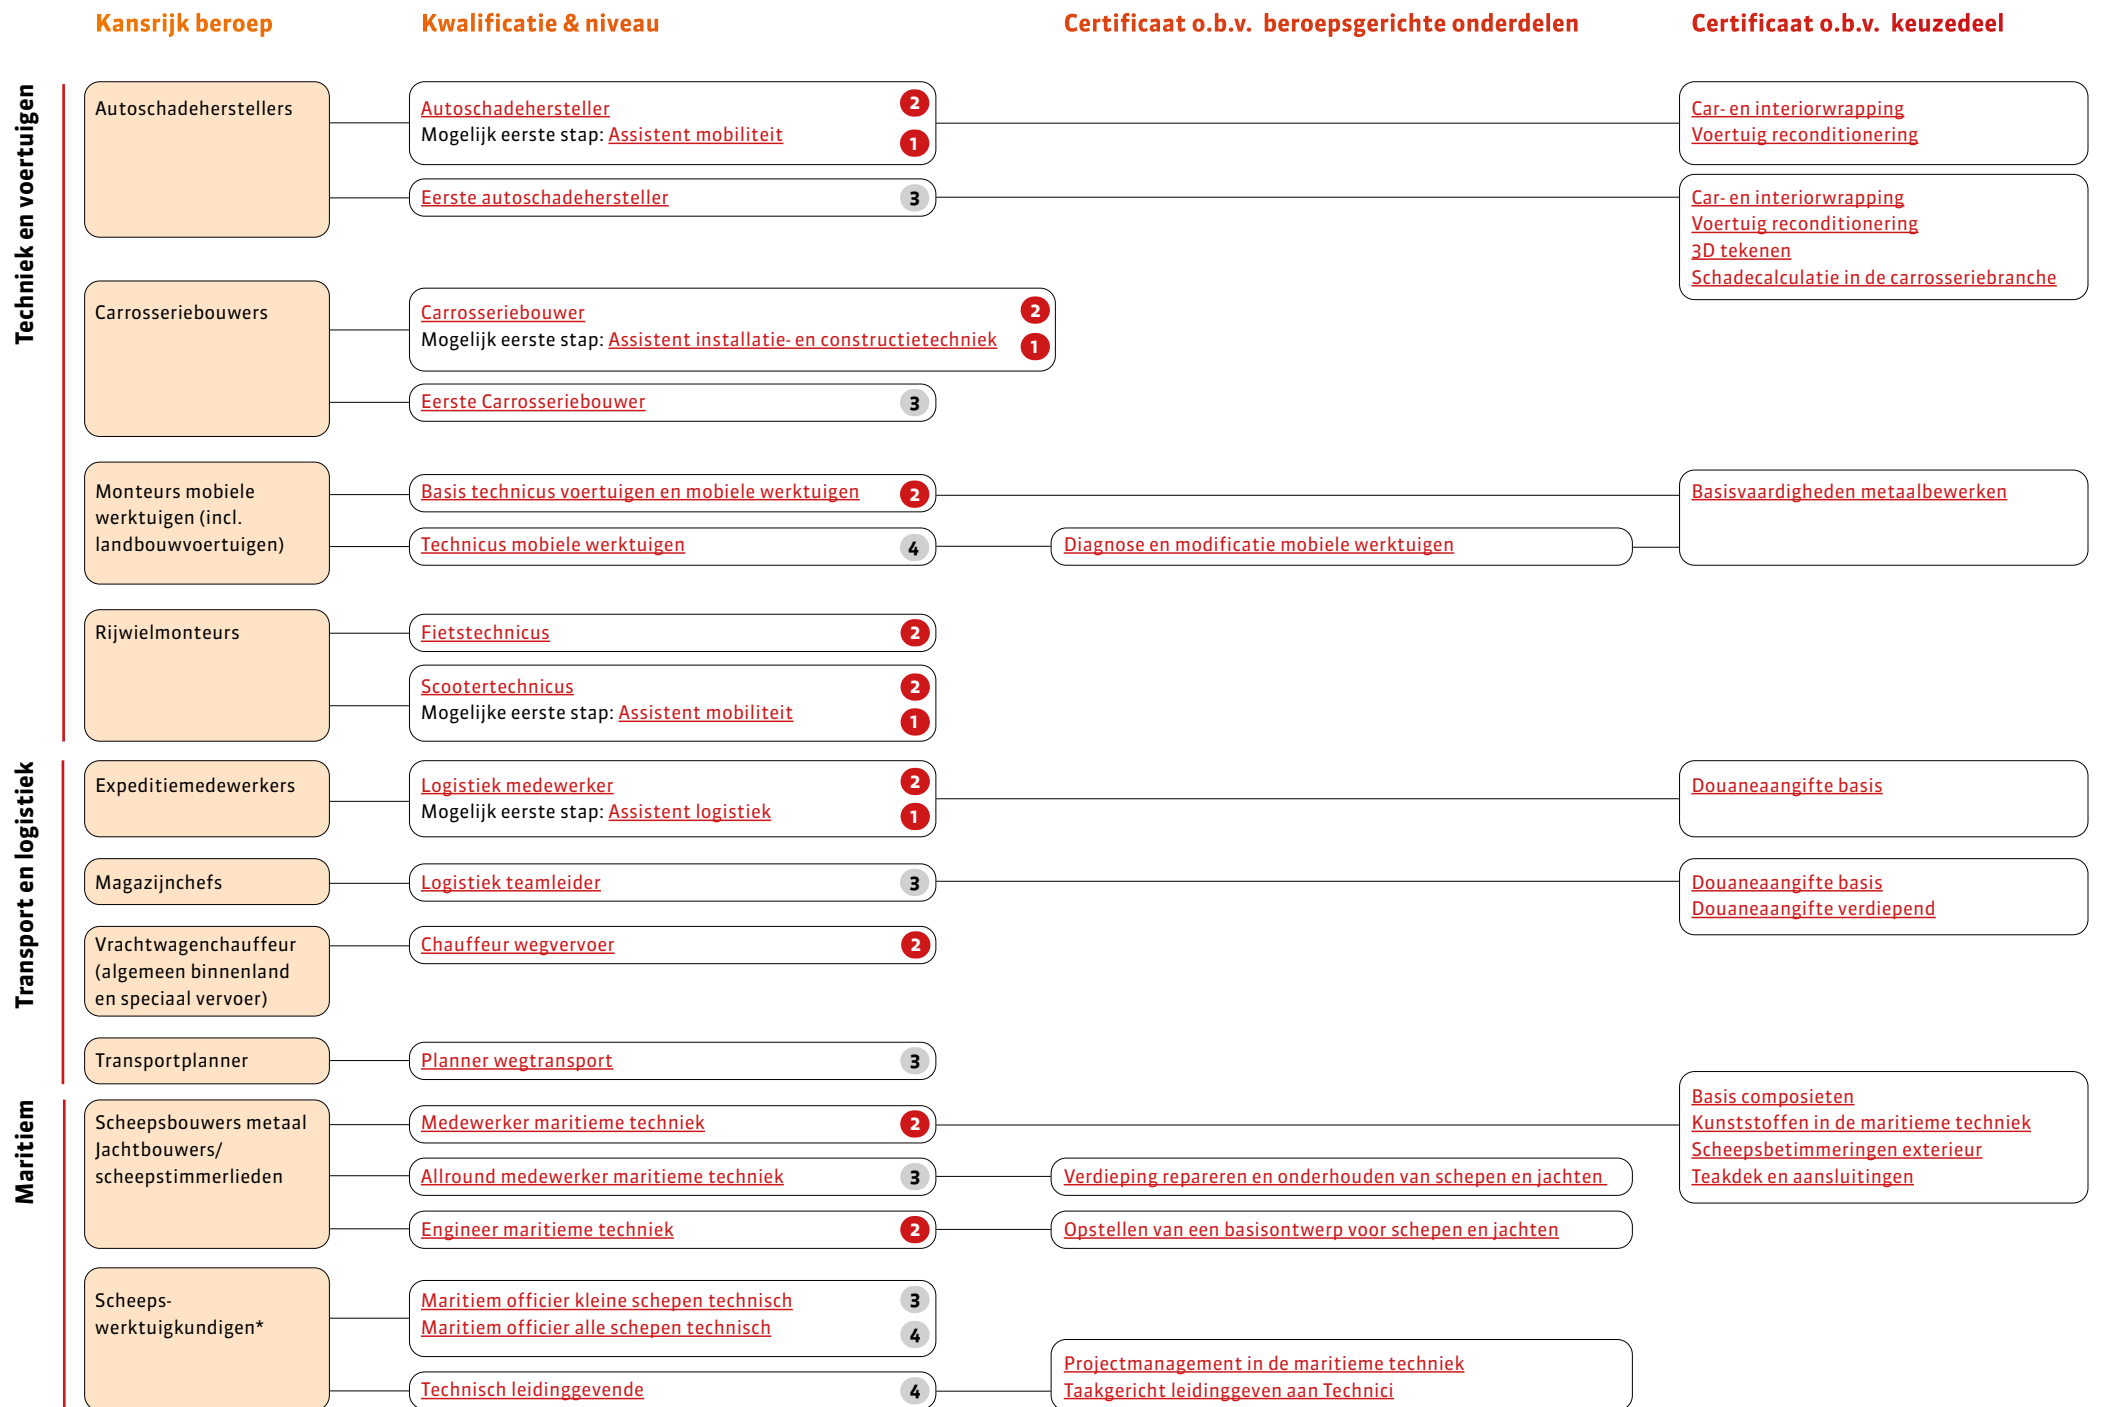 Kansrijk beroep
Kwalificatie & niveau
Certificaat o.b.v. beroepsgerichte onderdelen
Certificaat o.b.v. keuzedeel
Techniek en voertuigen
Autoschadeherstellers
Autoschadehersteller 2
Mogelijk eerste stap: Assistent mobiliteit 1
Car- en interiorwrapping
Voertuig reconditionering
Eerste autoschadehersteller 3
Car- en interiorwrapping
Voertuig reconditionering
3D tekenen
Schadecalculatie in de carrosseriebranche
Carrosseriebouwers
Carrosseriebouwer 2
Mogelijk eerste stap: Assistent installatie- en constructietechniek 1
Eerste Carrosseriebouwer 3
Monteurs mobiele
werktuigen (incl.
landbouwvoertuigen)
Basis technicus voertuigen en mobiele werktuigen 2
Basisvaardigheden metaalbewerken
Technicus mobiele werktuigen 4
Diagnose en modificatie mobiele werktuigen
Rijwielmonteurs
Fietstechnicus 2
Scootertechnicus 2
Mogelijke eerste stap: Assistent mobiliteit 1
Transport en logistiek
Expeditiemedewerkers
Logistiek medewerker 2
Mogelijk eerste stap: Assistent logistiek 1
Douaneaangifte basis
Magazijnchefs
Logistiek teamleider 3
Douaneaangifte basis
Douaneaangifte verdiepend
Vrachtwagenchauffeur
(algemeen binnenland
en speciaal vervoer)
Chauffeur wegvervoer 2
Transportplanner
Planner wegtransport 3
Maritiem
Scheepsbouwers metaal
Jachtbouwers/
scheepstimmerlieden
Medewerker maritieme techniek 2
Basis composieten
Kunststoffen in de maritieme techniek
Scheepsbetimmeringen exterieur
Teakdek en aansluitingen
Allround medewerker maritieme techniek 3
Verdieping repareren en onderhouden van schepen en jachten
Engineer maritieme techniek 2
Opstellen van een basisontwerp voor schepen en jachten
Scheeps-
werktuigkundigen*
Maritiem officier kleine schepen technisch 3
Maritiem officier alle schepen technisch 4
Technisch leidinggevende 4
Projectmanagement in de maritieme techniek
Taakgericht leidinggeven aan Technici